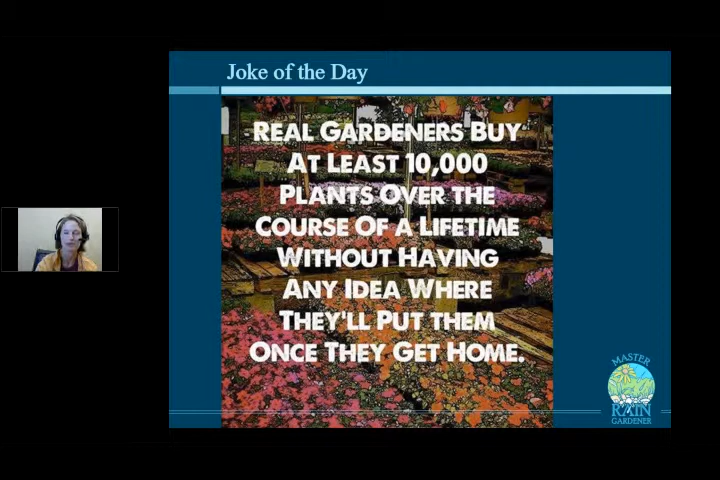 Joke of the Day
REAL GARDENERS BUY
AT LEAST 10,000
PLANTS OVER THE
COURSE OF A LIFETIME
WITHOUT HAVING
ANY IDEA WHERE
THEY'LL PUT THEM
ONCE THEY GET HOME.
MASTER
RAIN
GARDENER